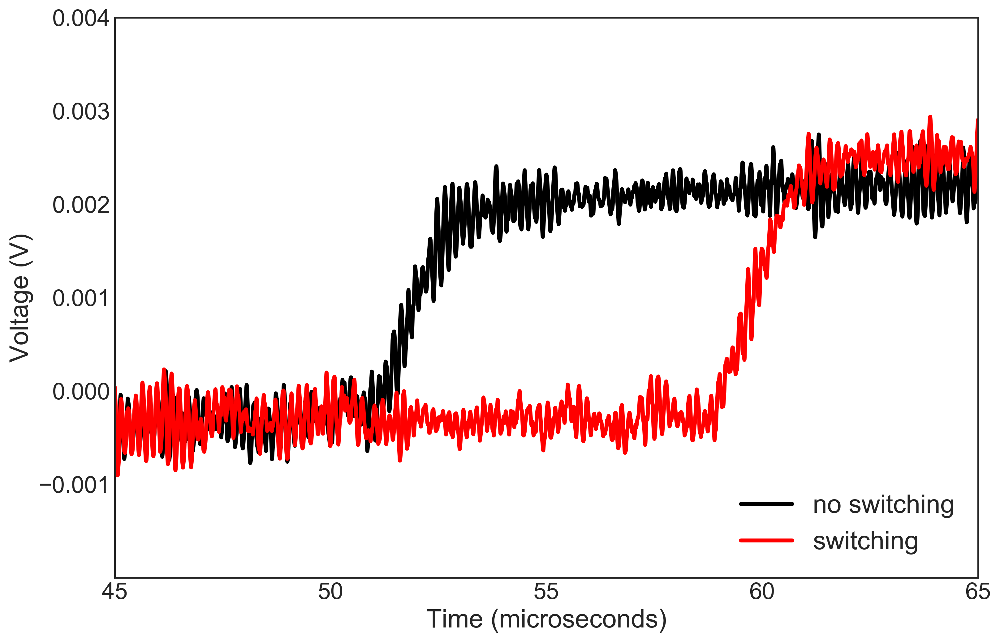 0.004
0.003
0.002
0.001
0.000
−0.001
Voltage (V)
no switching
switching
45 50 55 60 65
Time (microseconds)